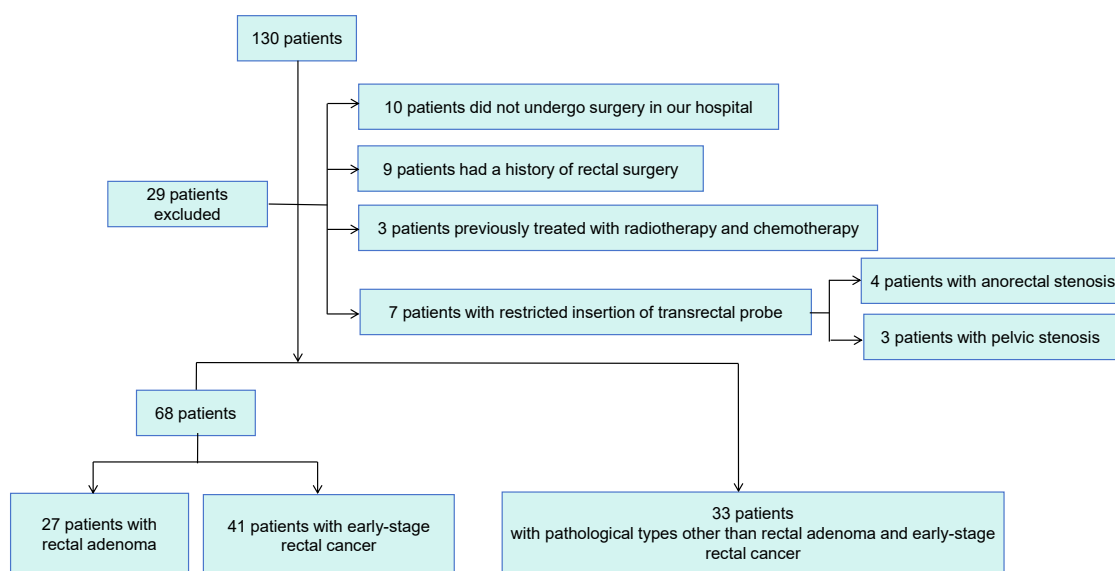 130 patients
10 patients did not undergo surgery in our hospital
9 patients had a history of rectal surgery
29 patients
excluded
3 patients previously treated with radiotherapy and chemotherapy
4 patients with anorectal stenosis
7 patients with restricted insertion of transrectal probe
3 patients with pelvic stenosis
68 patients
27 patients with
rectal adenoma
41 patients with early-stage
rectal cancer
33 patients
with pathological types other than rectal adenoma and early-stage
rectal cancer